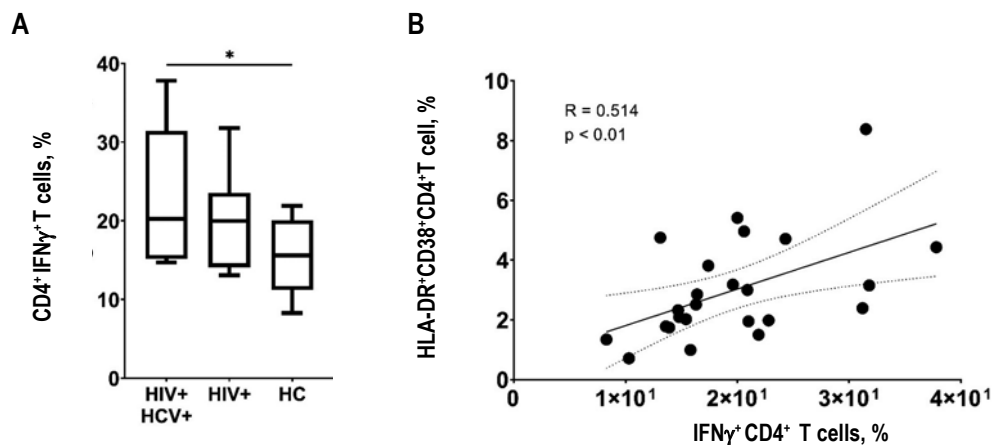 A
CD4⁺IFNγ⁺T cells, %
40
30
20
10
0
*
HIV+
HCV+
HIV+
HC
B
HLA-DR⁺CD38⁺CD4⁺T cell, %
10
8
6
4
2
0
R = 0.514
p < 0.01
0
1×10¹
2×10¹
3×10¹
4×10¹
IFNγ⁺CD4⁺ T cells, %